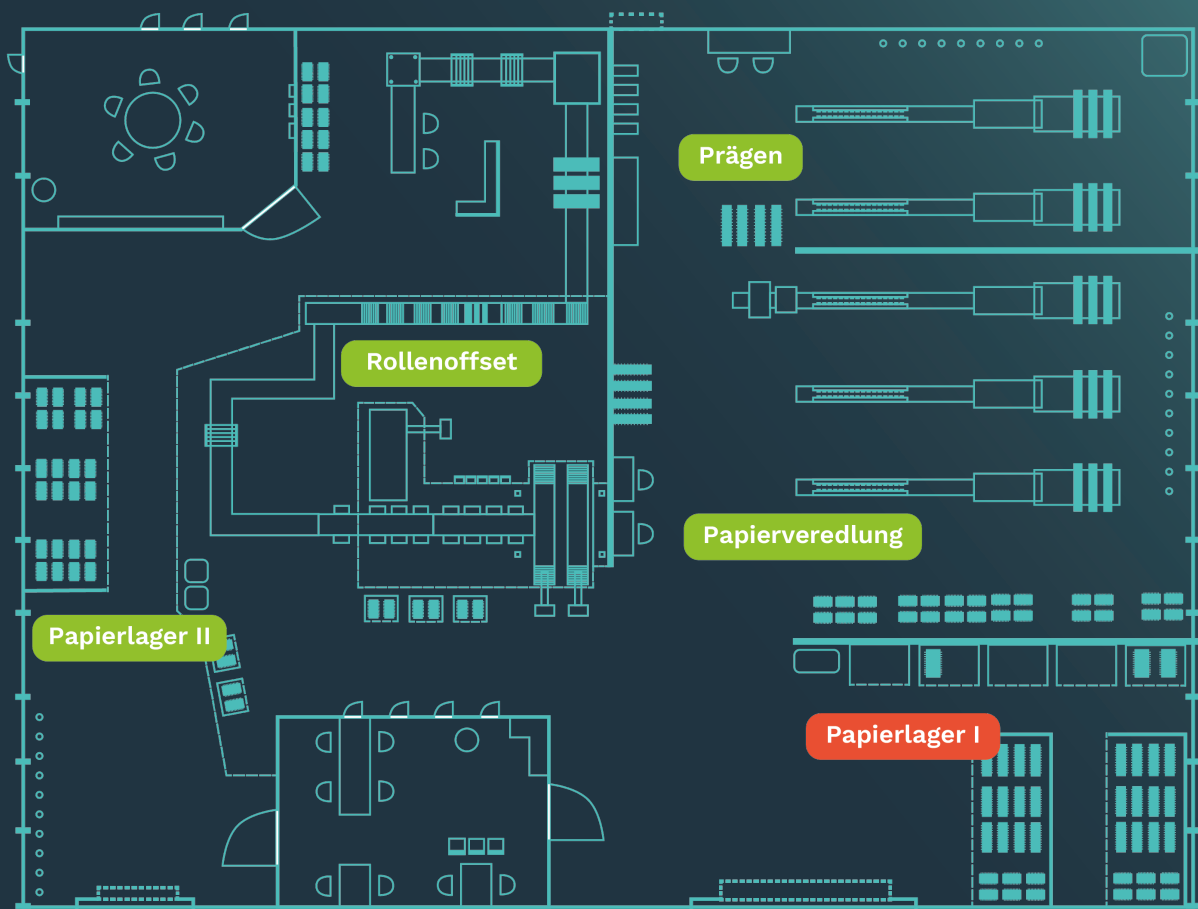 Prägen
Rollenoffset
Papierveredlung
Papierlager II
Papierlager I